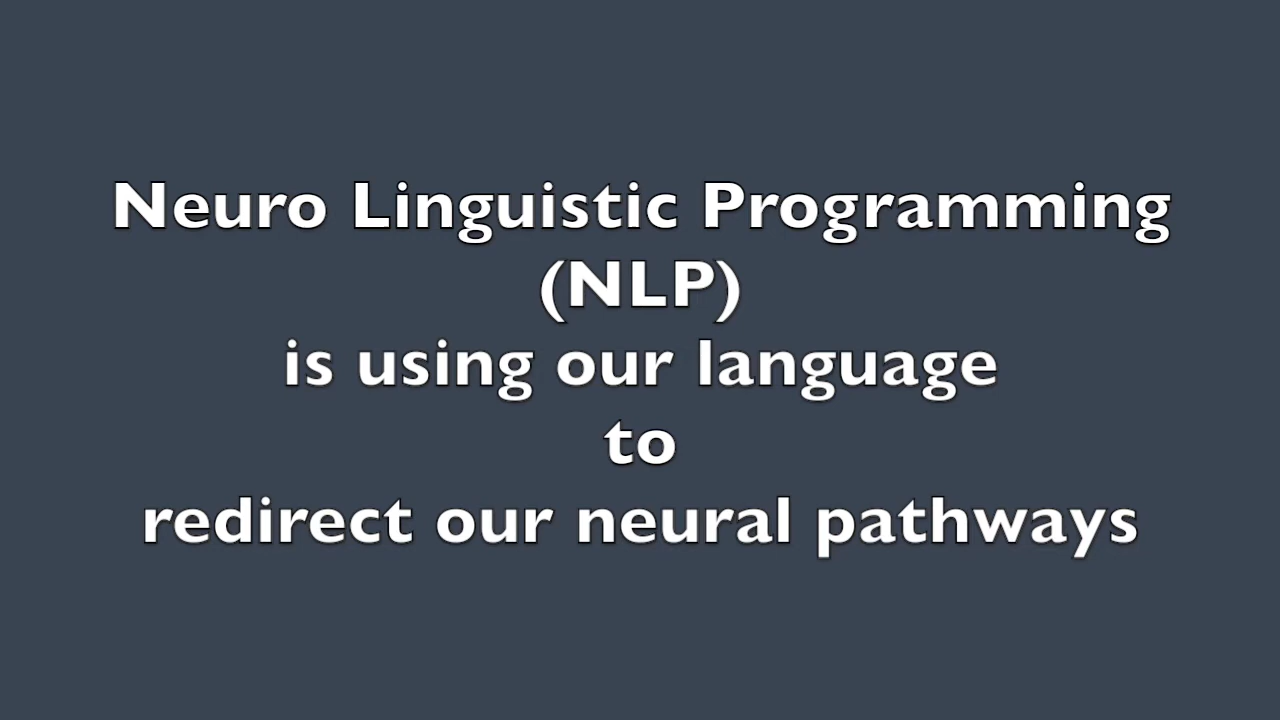 Neuro Linguistic Programming
(NLP)
is using our language
to
redirect our neural pathways